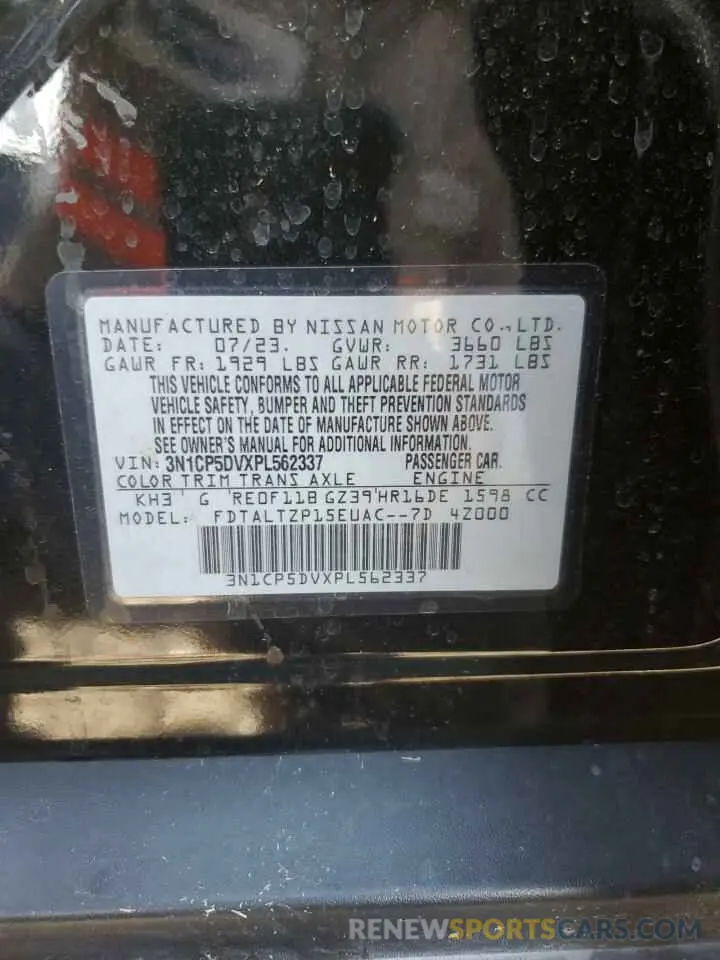 MANUFACTURED BY NISSAN MOTOR CO.,LTD.
DATE: 07/23. GVWR: 3660 LBS
GAWR FR: 1929 LBS GAWR RR: 1731 LBS
THIS VEHICLE CONFORMS TO ALL APPLICABLE FEDERAL MOTOR
VEHICLE SAFETY, BUMPER AND THEFT PREVENTION STANDARDS
IN EFFECT ON THE DATE OF MANUFACTURE SHOWN ABOVE.
SEE OWNER'S MANUAL FOR ADDITIONAL INFORMATION.
VIN: 3N1CP5DVXPL562337 PASSENGER CAR.
COLOR TRIM TRANS AXLE ENGINE
KH3 ' G 'RE0F11B GZ39'HR16DE 1598 CC
MODEL: FDTALTZP15EUAC--7D 4Z000
3N1CP5DVXPL562337
RENEWSPORTSCARS.COM